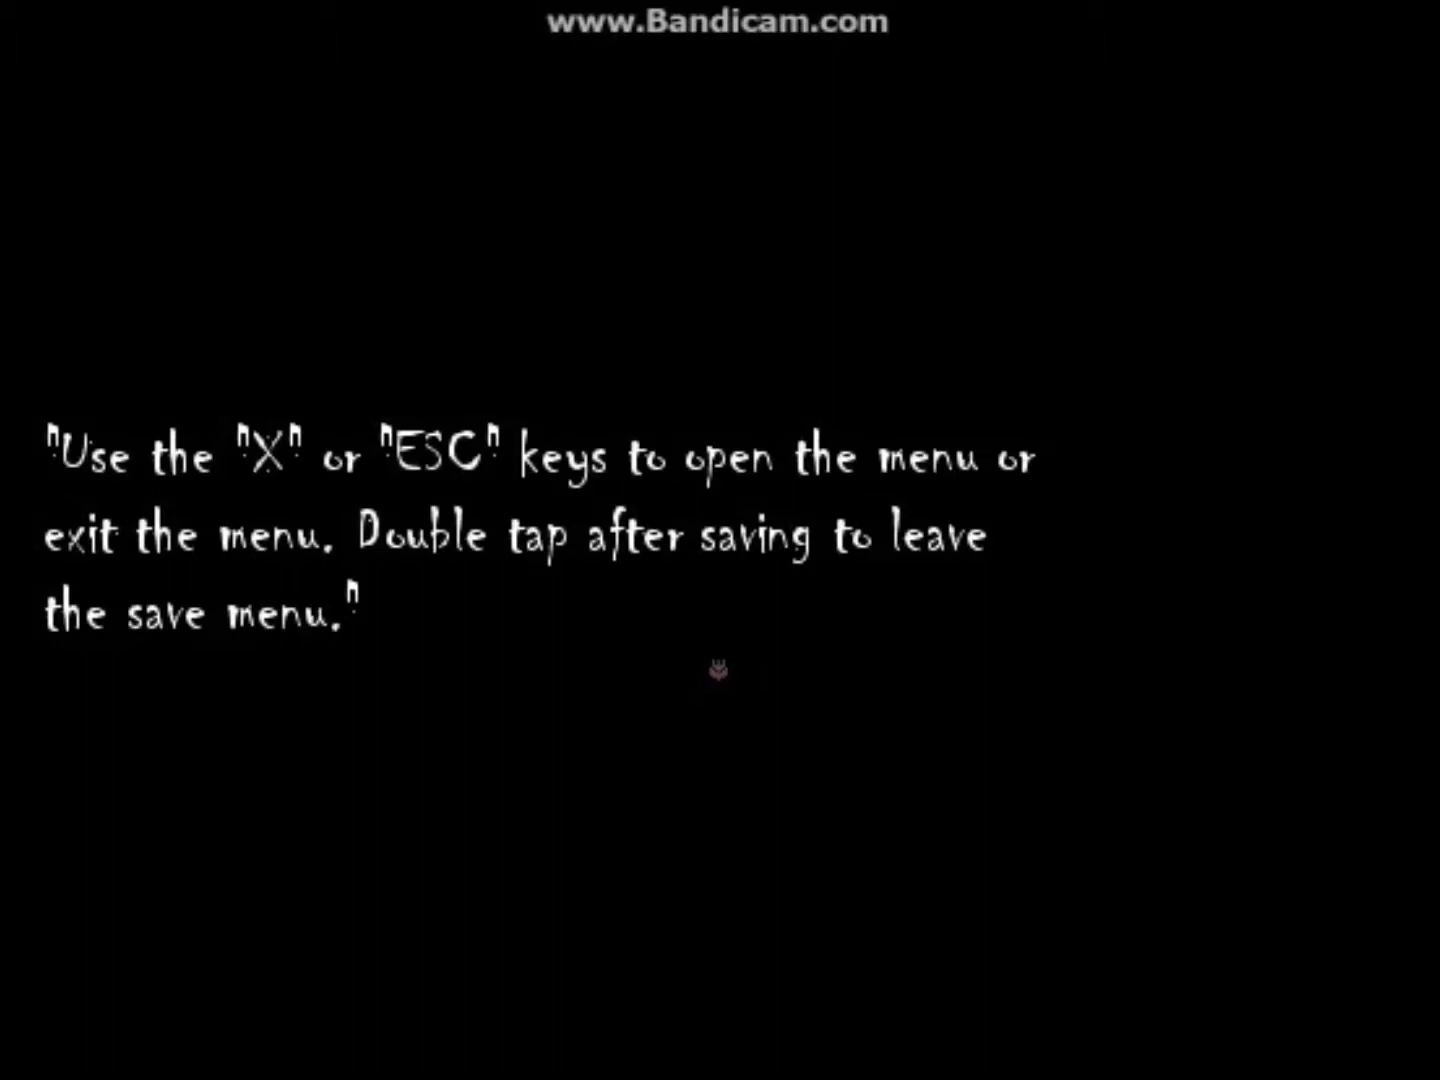 www.Bandicam.com
"Use the "X" or "ESC" keys to open the menu or
exit the menu. Double tap after saving to leave
the save menu."